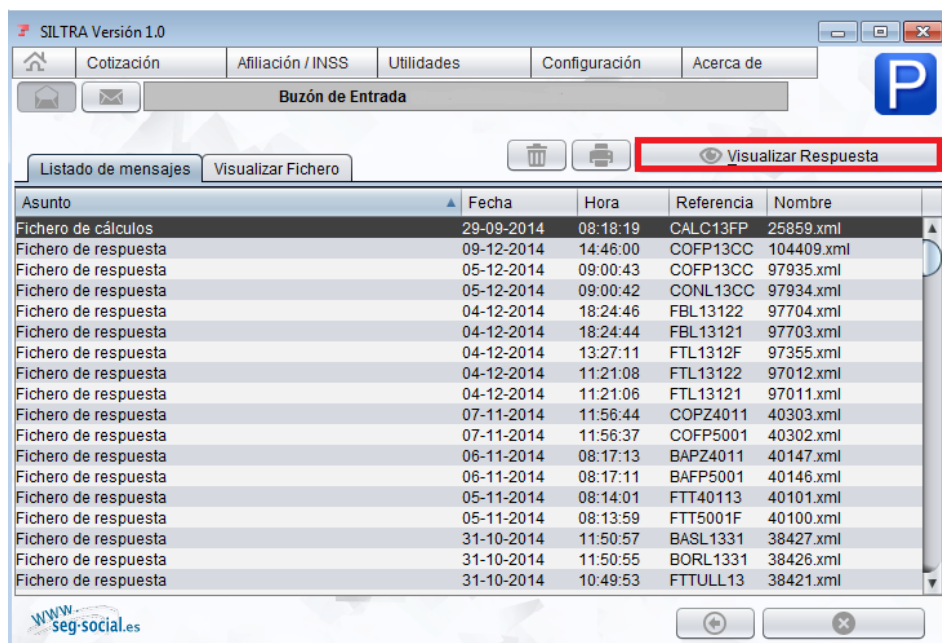 SILTRA Versión 1.0
Cotización Afiliación / INSS Utilidades Configuración Acerca de
P
Buzón de Entrada
Listado de mensajes Visualizar Fichero Visualizar Respuesta
Asunto Fecha Hora Referencia Nombre
Fichero de cálculos 29-09-2014 08:18:19 CALC13FP 25859.xml
Fichero de respuesta 09-12-2014 14:46:00 COFP13CC 104409.xml
Fichero de respuesta 05-12-2014 09:00:43 COFP13CC 97935.xml
Fichero de respuesta 05-12-2014 09:00:42 CONL13CC 97934.xml
Fichero de respuesta 04-12-2014 18:24:46 FBL13122 97704.xml
Fichero de respuesta 04-12-2014 18:24:44 FBL13121 97703.xml
Fichero de respuesta 04-12-2014 13:27:11 FTL1312F 97355.xml
Fichero de respuesta 04-12-2014 11:21:08 FTL13122 97012.xml
Fichero de respuesta 04-12-2014 11:21:06 FTL13121 97011.xml
Fichero de respuesta 07-11-2014 11:56:44 COPZ4011 40303.xml
Fichero de respuesta 07-11-2014 11:56:37 COFP5001 40302.xml
Fichero de respuesta 06-11-2014 08:17:13 BAPZ4011 40147.xml
Fichero de respuesta 06-11-2014 08:17:11 BAFP5001 40146.xml
Fichero de respuesta 05-11-2014 08:14:01 FTT40113 40101.xml
Fichero de respuesta 05-11-2014 08:13:59 FTT5001F 40100.xml
Fichero de respuesta 31-10-2014 11:50:57 BASL1331 38427.xml
Fichero de respuesta 31-10-2014 11:50:55 BORL1331 38426.xml
Fichero de respuesta 31-10-2014 10:49:53 FTTULL13 38421.xml
www.
seg-social.es